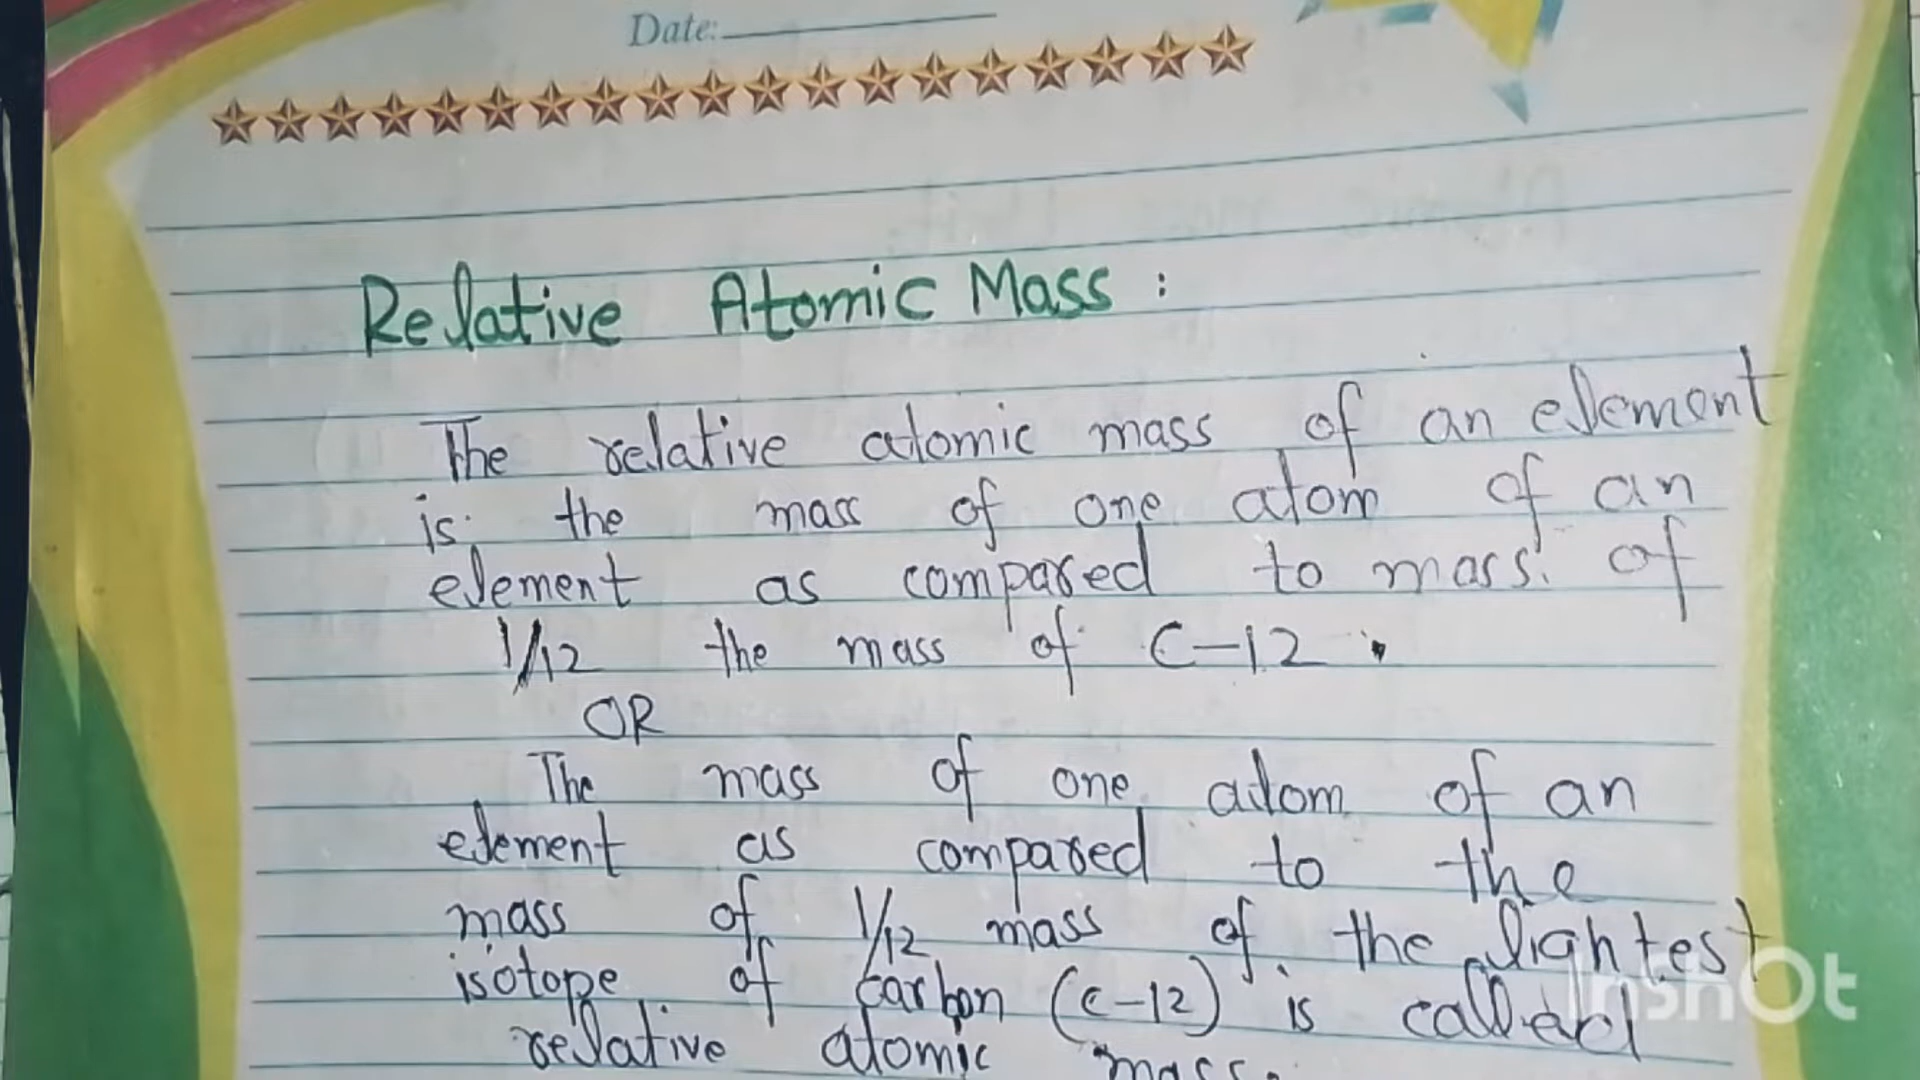 Date:
Relative Atomic Mass :
The relative atomic mass of an element
is the mass of one atom of an
element as compared to mass of
1/12 the mass of C-12 .
OR
The mass of one atom of an
element as compared to the
mass of 1/12 mass of the lightest
isotope of carbon (c-12) is called
relative atomic mass.
InShOt